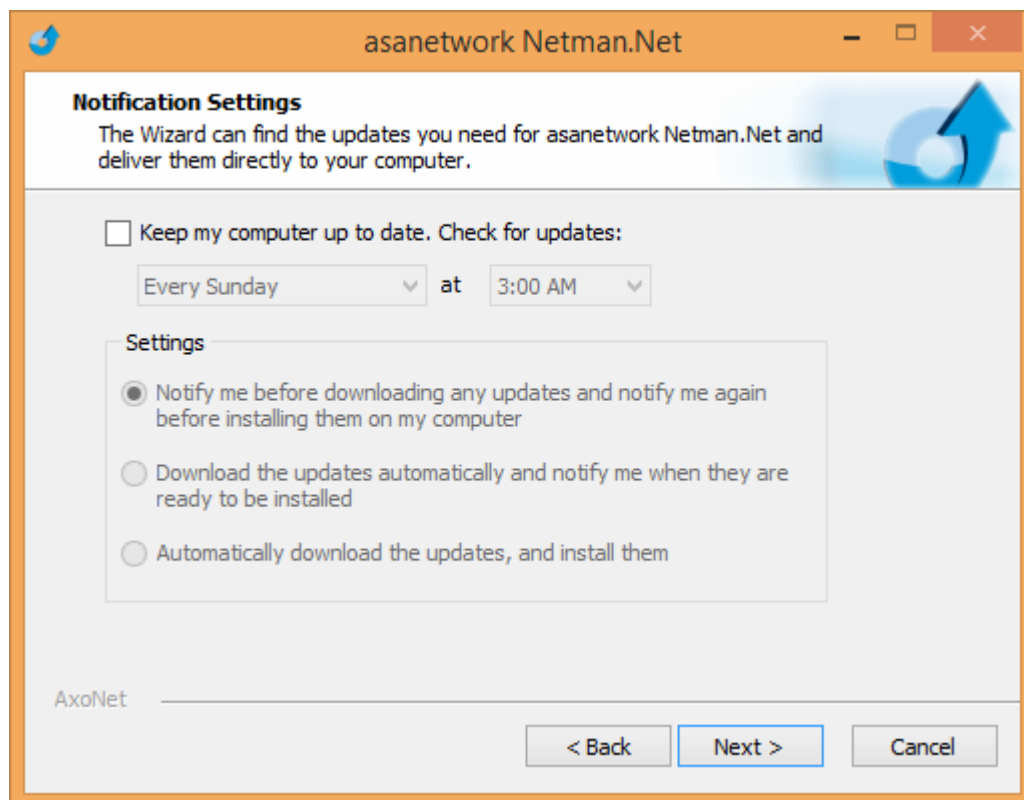 asanetwork Netman.Net
Notification Settings
The Wizard can find the updates you need for asanetwork Netman.Net and
deliver them directly to your computer.
Keep my computer up to date. Check for updates:
Every Sunday at 3:00 AM
Settings
Notify me before downloading any updates and notify me again
before installing them on my computer
Download the updates automatically and notify me when they are
ready to be installed
Automatically download the updates, and install them
AxoNet
< Back Next > Cancel